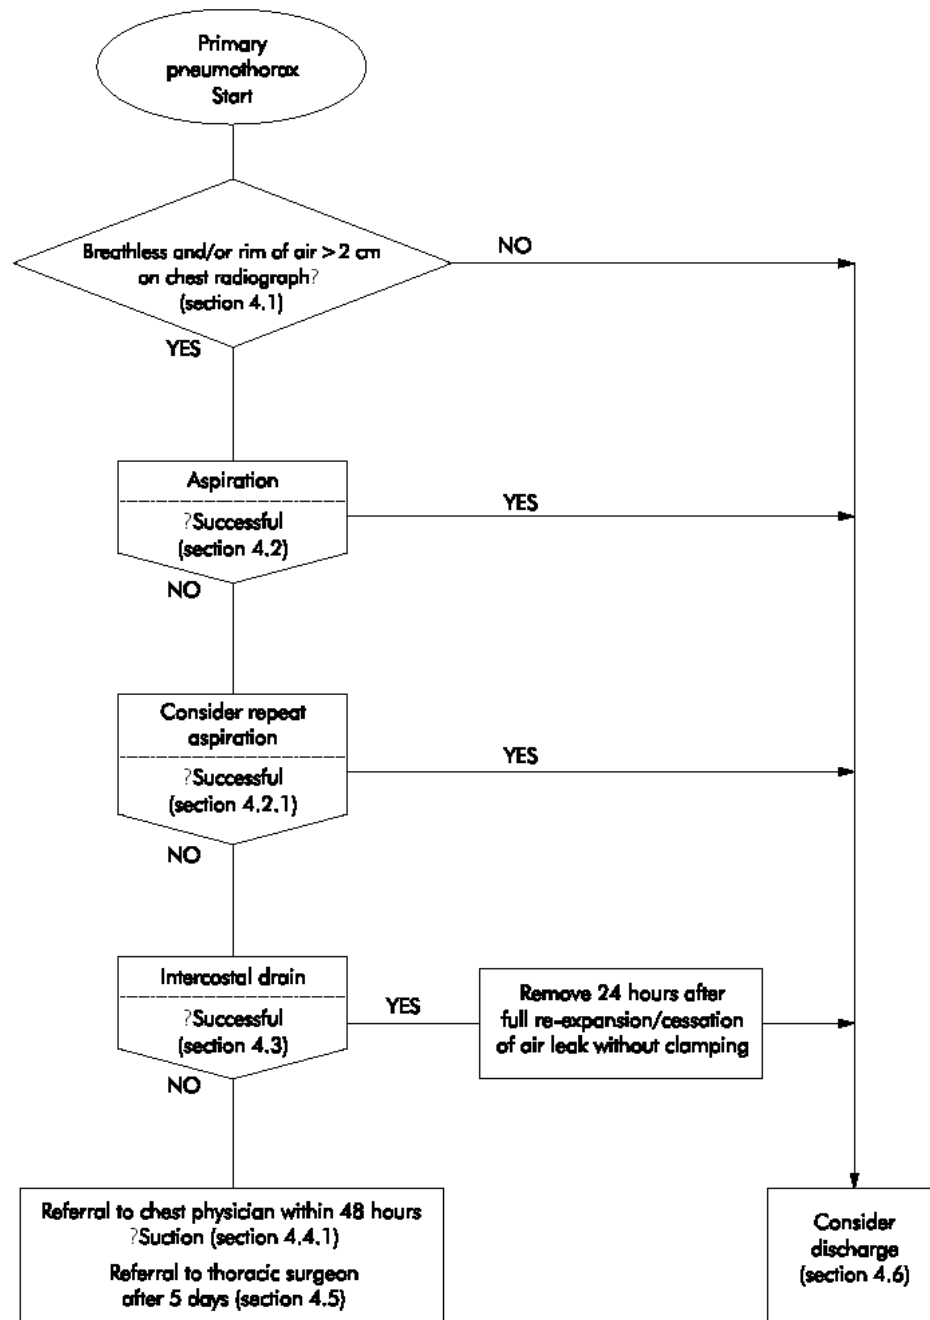 Primary
pneumothorax
Start
Breathless and/or rim of air >2 cm
on chest radiograph?
(section 4.1)
NO
YES
Aspiration
?Successful
(section 4.2)
YES
NO
Consider repeat
aspiration
?Successful
(section 4.2.1)
YES
NO
Intercostal drain
?Successful
(section 4.3)
YES
Remove 24 hours after
full re-expansion/cessation
of air leak without clamping
NO
Referral to chest physician within 48 hours
?Suction (section 4.4.1)
Referral to thoracic surgeon
after 5 days (section 4.5)
Consider
discharge
(section 4.6)